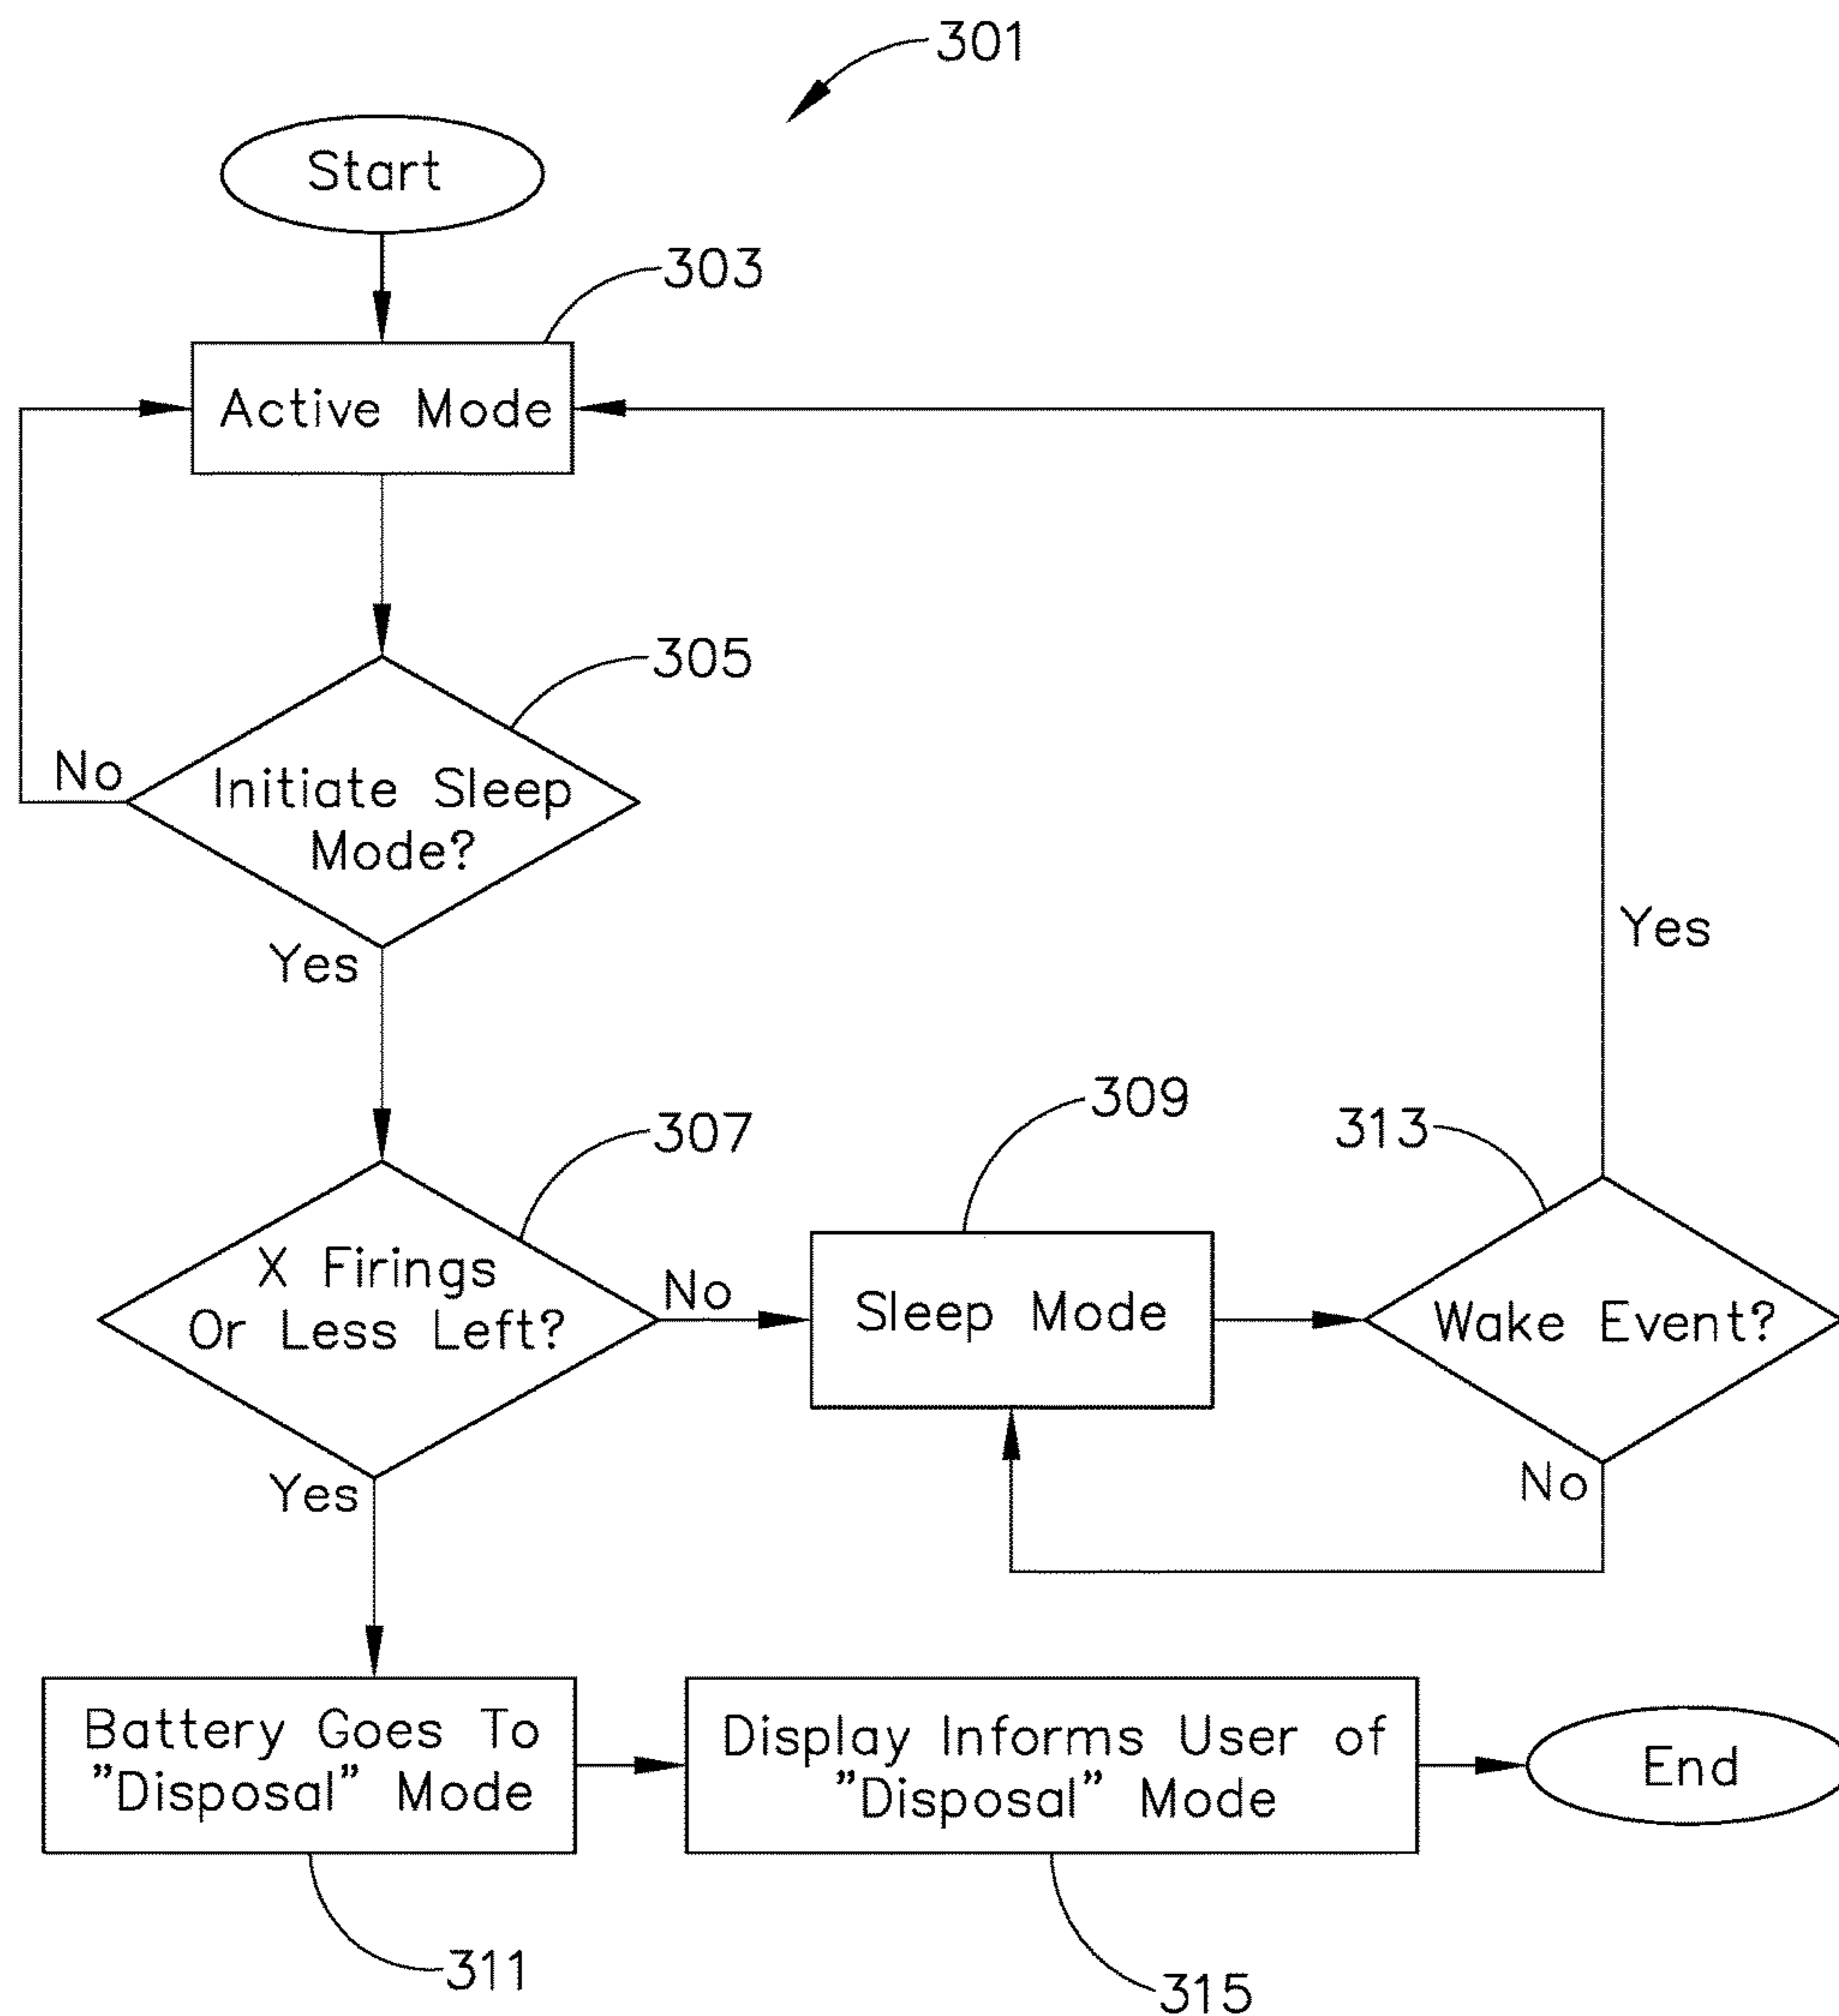 301
Start
303
Active Mode
305
No
Initiate Sleep
Mode?
Yes
Yes
307
309
313
X Firings
Or Less Left?
No
Sleep Mode
Wake Event?
Yes
No
Battery Goes To
"Disposal" Mode
Display Informs User of
"Disposal" Mode
End
311
315